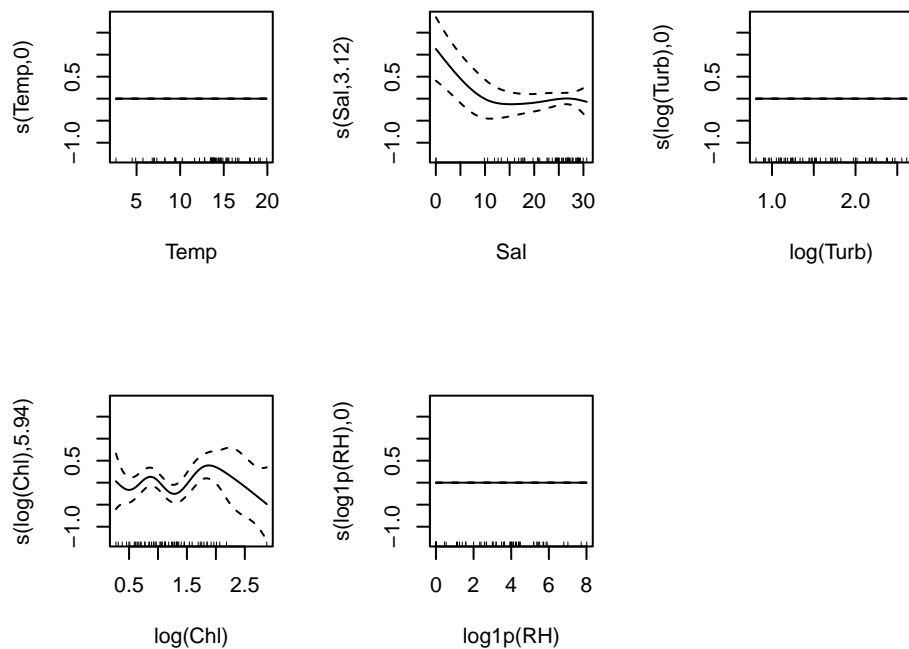 s(Temp,0)
0.5
−1.0
5 10 15 20
Temp
s(Sal,3.12)
0.5
−1.0
0 10 20 30
Sal
s(log(Turb),0)
0.5
−1.0
1.0 2.0
log(Turb)
s(log(Chl),5.94)
0.5
−1.0
0.5 1.5 2.5
log(Chl)
s(log1p(RH),0)
0.5
−1.0
0 2 4 6 8
log1p(RH)